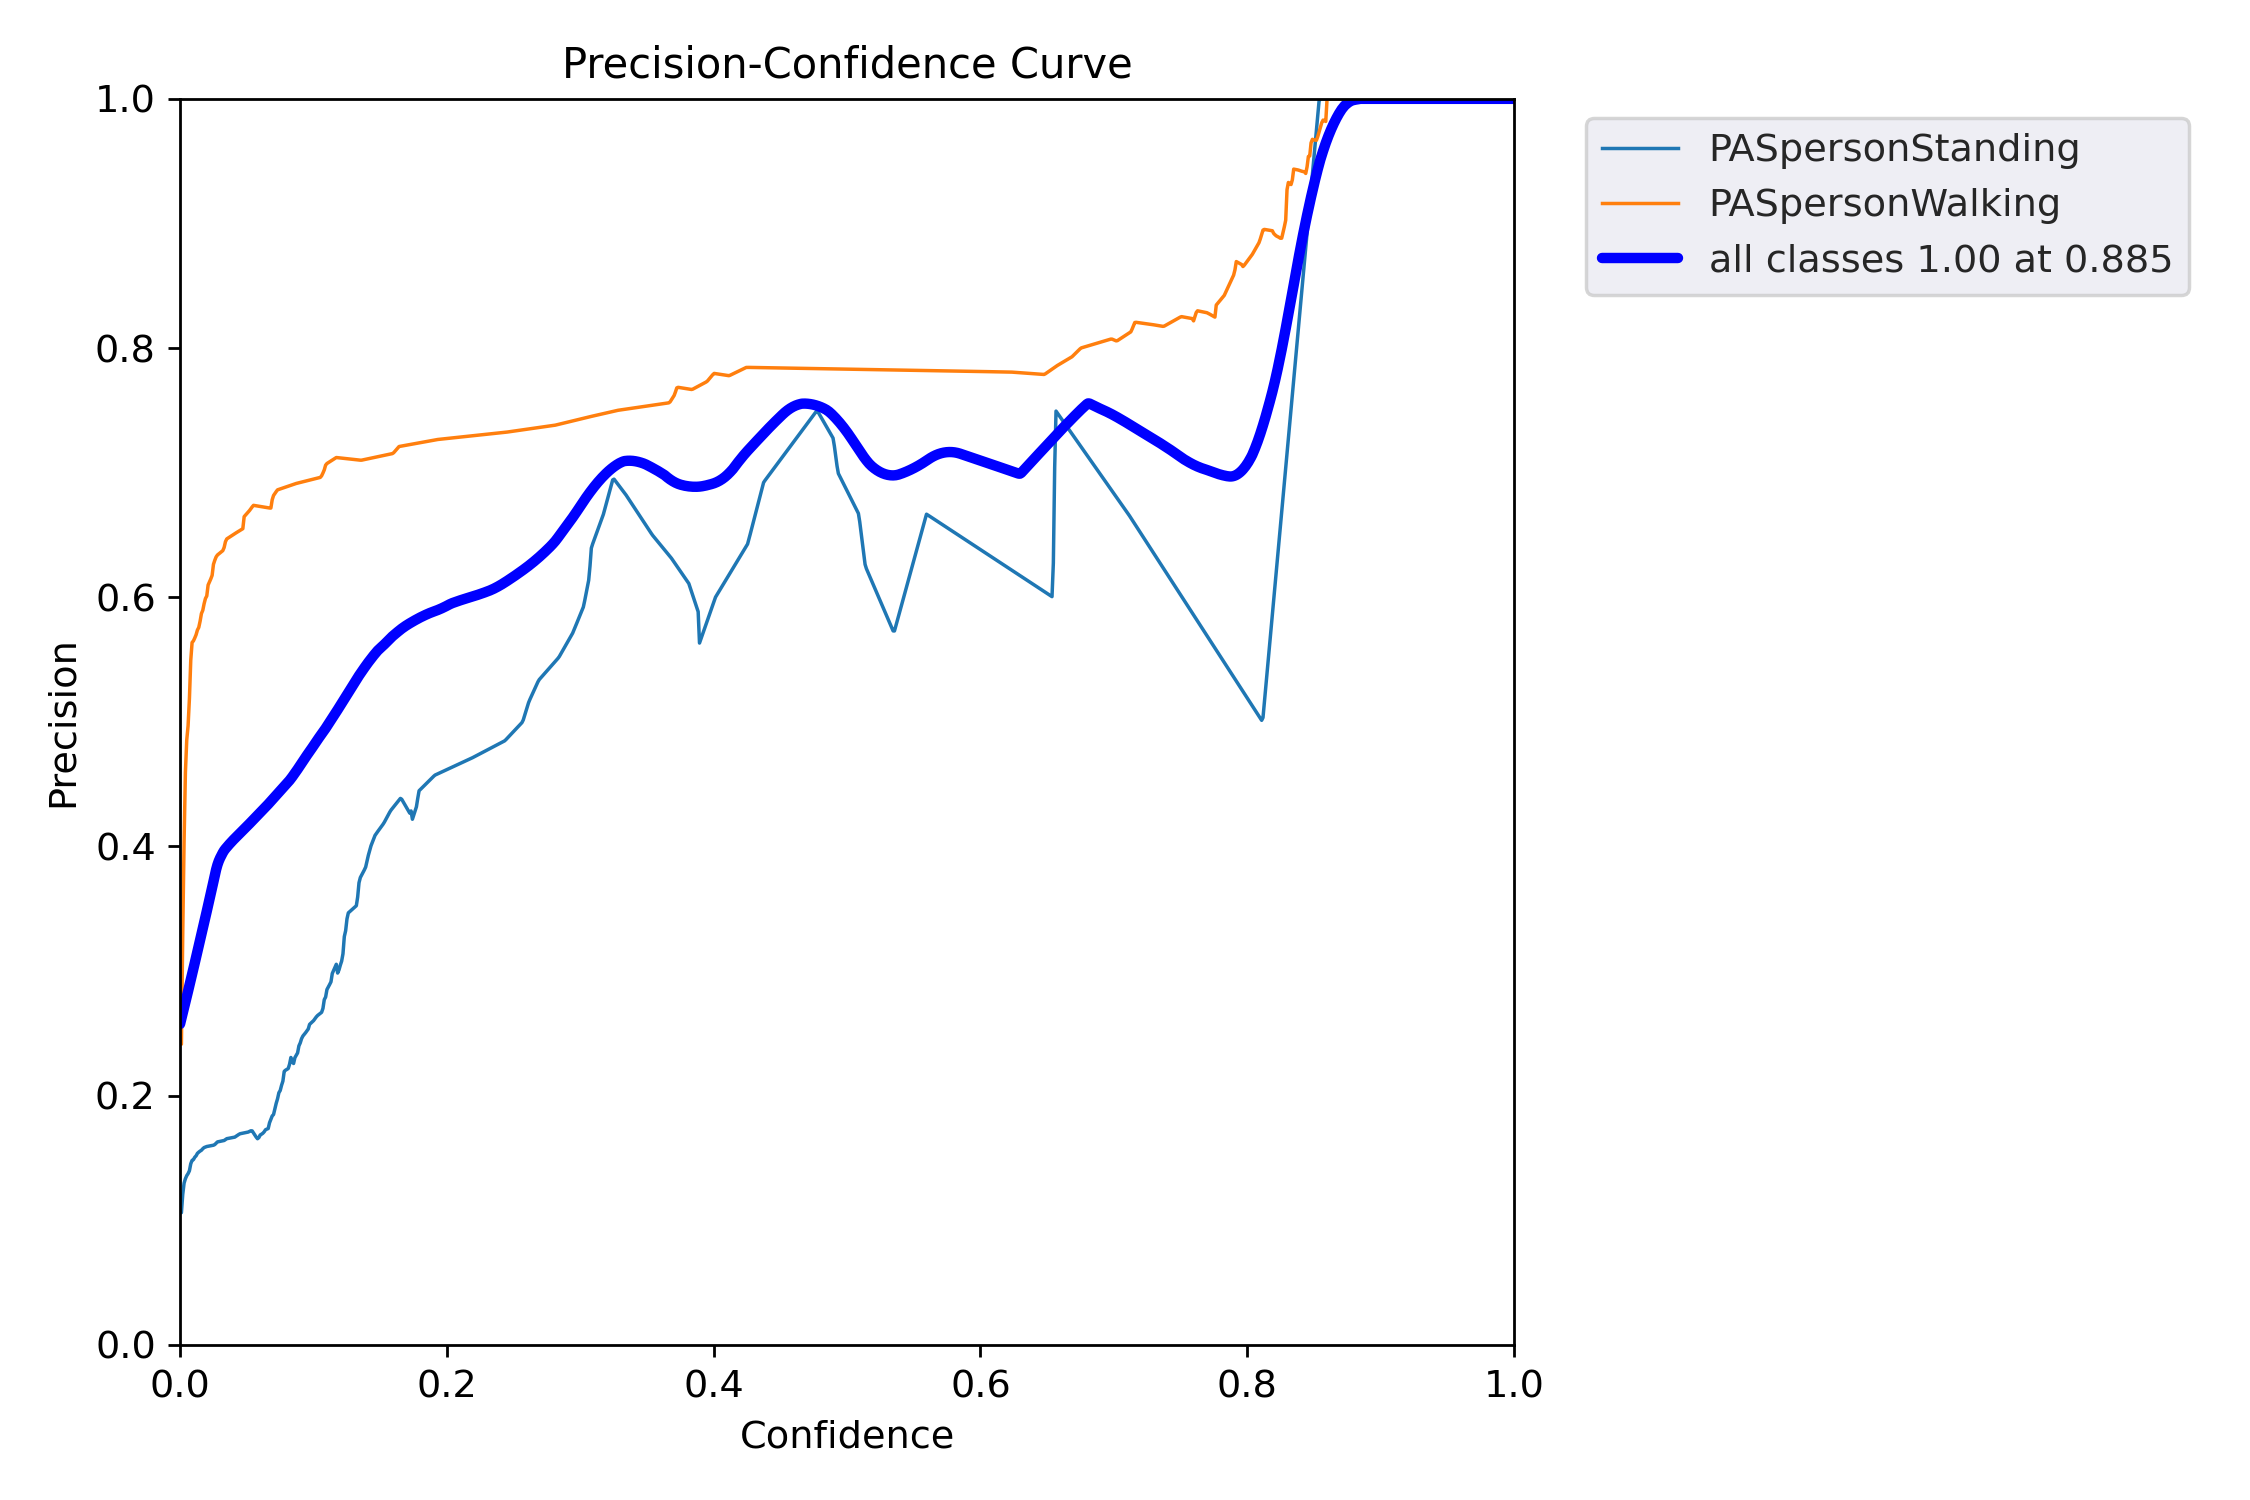 Precision-Confidence Curve
1.0
0.8
0.6
0.4
0.2
0.0
Precision
0.0 0.2 0.4 0.6 0.8 1.0
Confidence
PASpersonStanding
PASpersonWalking
all classes 1.00 at 0.885